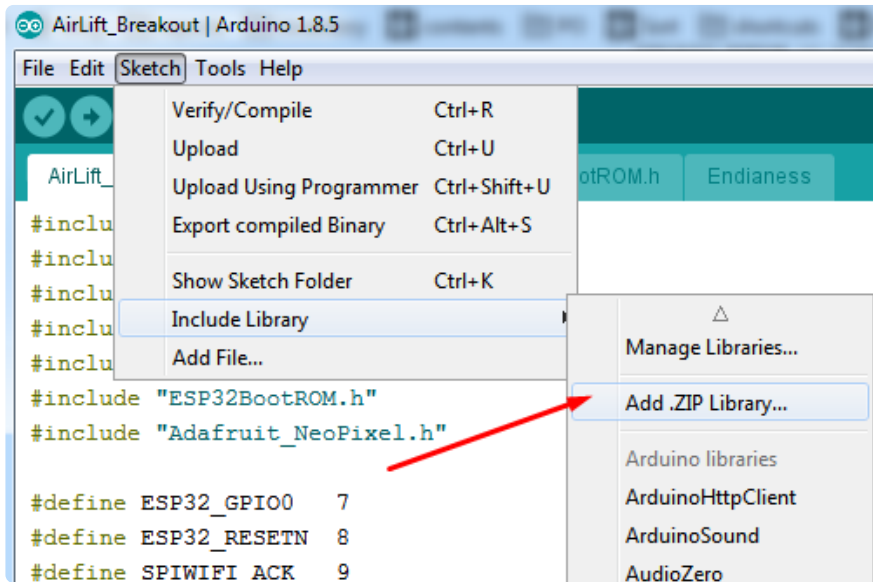 AirLift_Breakout | Arduino 1.8.5
File Edit Sketch Tools Help
Verify/Compile Ctrl+R
Upload Ctrl+U
Upload Using Programmer Ctrl+Shift+U
Export compiled Binary Ctrl+Alt+S
Show Sketch Folder Ctrl+K
Include Library
Add File...
Manage Libraries...
Add .ZIP Library...
Arduino libraries
ArduinoHttpClient
ArduinoSound
AudioZero
AirLift_ otROM.h Endianess
#inclu
#inclu
#inclu
#inclu
#inclu
#include "ESP32BootROM.h"
#include "Adafruit_NeoPixel.h"
#define ESP32_GPIO0 7
#define ESP32_RESETN 8
#define SPIWIFI_ACK 9